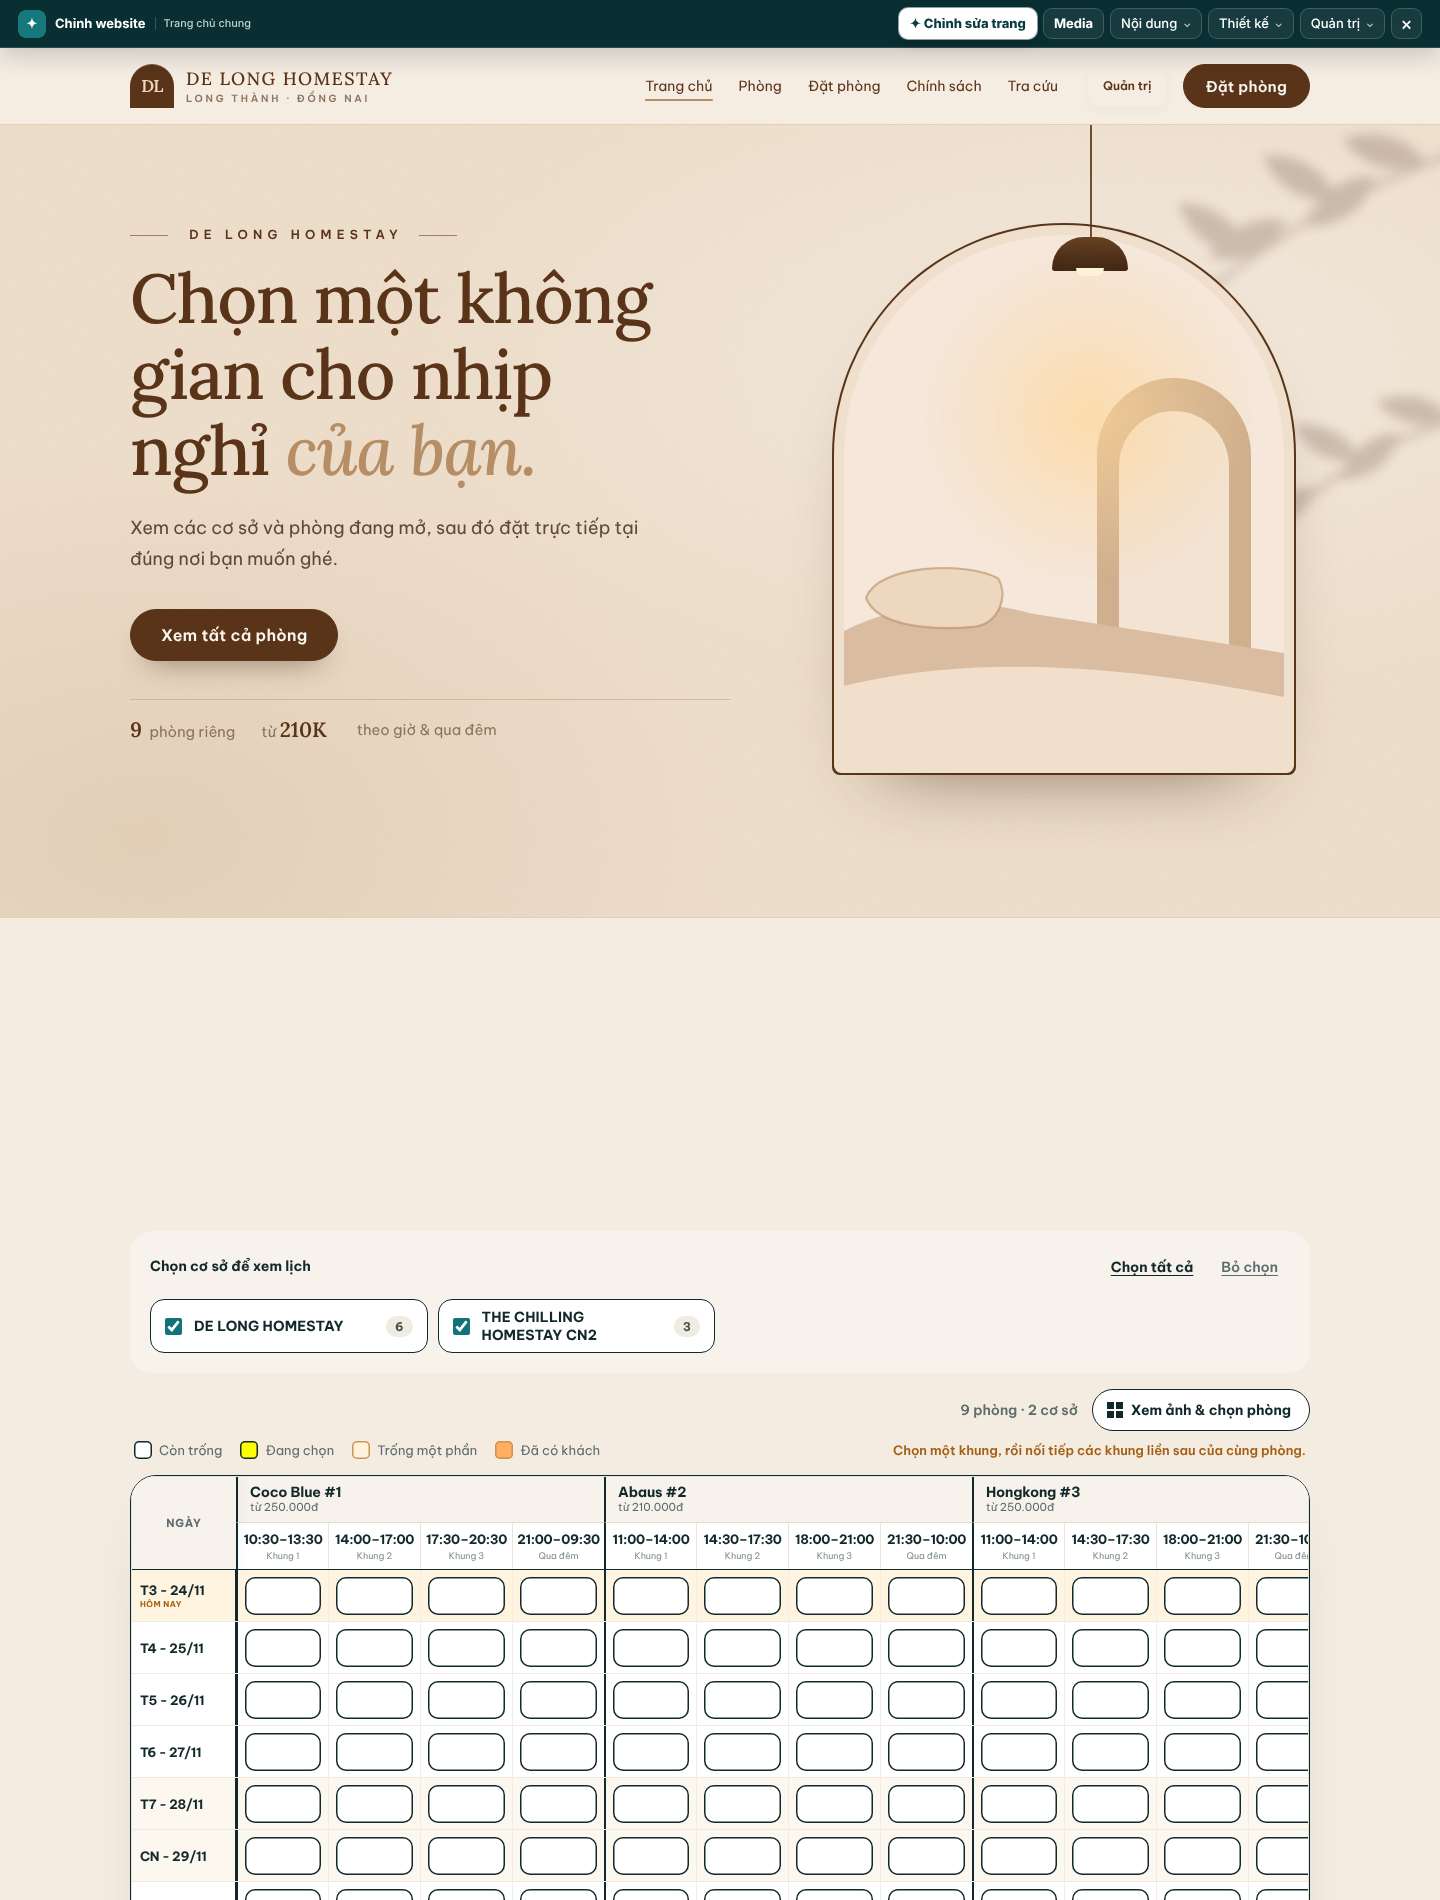 ✦ Chỉnh website Trang chủ chung ✦ Chỉnh sửa trang Media Nội dung Thiết kế Quản trị ×
DL DE LONG HOMESTAY
LONG THÀNH · ĐỒNG NAI
Trang chủ Phòng Đặt phòng Chính sách Tra cứu Quản trị Đặt phòng
DE LONG HOMESTAY
Chọn một không
gian cho nhịp
nghỉ của bạn.
Xem các cơ sở và phòng đang mở, sau đó đặt trực tiếp tại
đúng nơi bạn muốn ghé.
Xem tất cả phòng
9 phòng riêng từ 210K theo giờ & qua đêm
Chọn cơ sở để xem lịch Chọn tất cả Bỏ chọn
DE LONG HOMESTAY 6
THE CHILLING
HOMESTAY CN2 3
9 phòng · 2 cơ sở Xem ảnh & chọn phòng
Còn trống Đang chọn Trống một phần Đã có khách Chọn một khung, rồi nối tiếp các khung liền sau của cùng phòng.
NGÀY
Coco Blue #1 Abaus #2 Hongkong #3
từ 250.000đ từ 210.000đ từ 250.000đ
10:30–13:30 14:00–17:00 17:30–20:30 21:00–09:30 11:00–14:00 14:30–17:30 18:00–21:00 21:30–10:00 11:00–14:00 14:30–17:30 18:00–21:00 21:30–10
Khung 1 Khung 2 Khung 3 Qua đêm Khung 1 Khung 2 Khung 3 Qua đêm Khung 1 Khung 2 Khung 3 Qua đê
T3 - 24/11
HÔM NAY
T4 - 25/11
T5 - 26/11
T6 - 27/11
T7 - 28/11
CN - 29/11